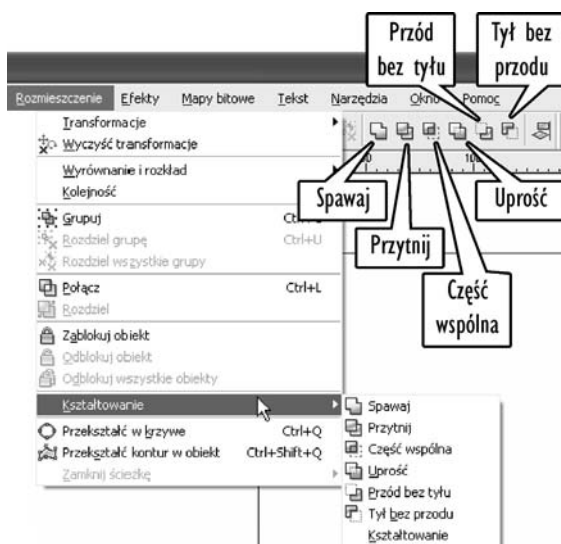 Przód
bez tyłu
Tył bez
przodu
Rozmieszczenie Efekty Mapy bitowe Tekst Narzędzia Okno Pomoc
Transformacje
Wyczyść transformacje
Wyrównanie i rozkład
Kolejność
Spawaj
Uprość
Przytnij
Część
wspólna
Grupuj
Rozdziel grupę Ctrl+U
Rozdziel wszystkie grupy
Połącz Ctrl+L
Rozdziel
Zablokuj obiekt
Odblokuj obiekt
Odblokuj wszystkie obiekty
Kształtowanie
Przekształć w krzywe Ctrl+Q
Przekształć kontur w obiekt Ctrl+Shift+Q
Zamknij ścieżkę
Spawaj
Przytnij
Część wspólna
Uprość
Przód bez tyłu
Tył bez przodu
Kształtowanie